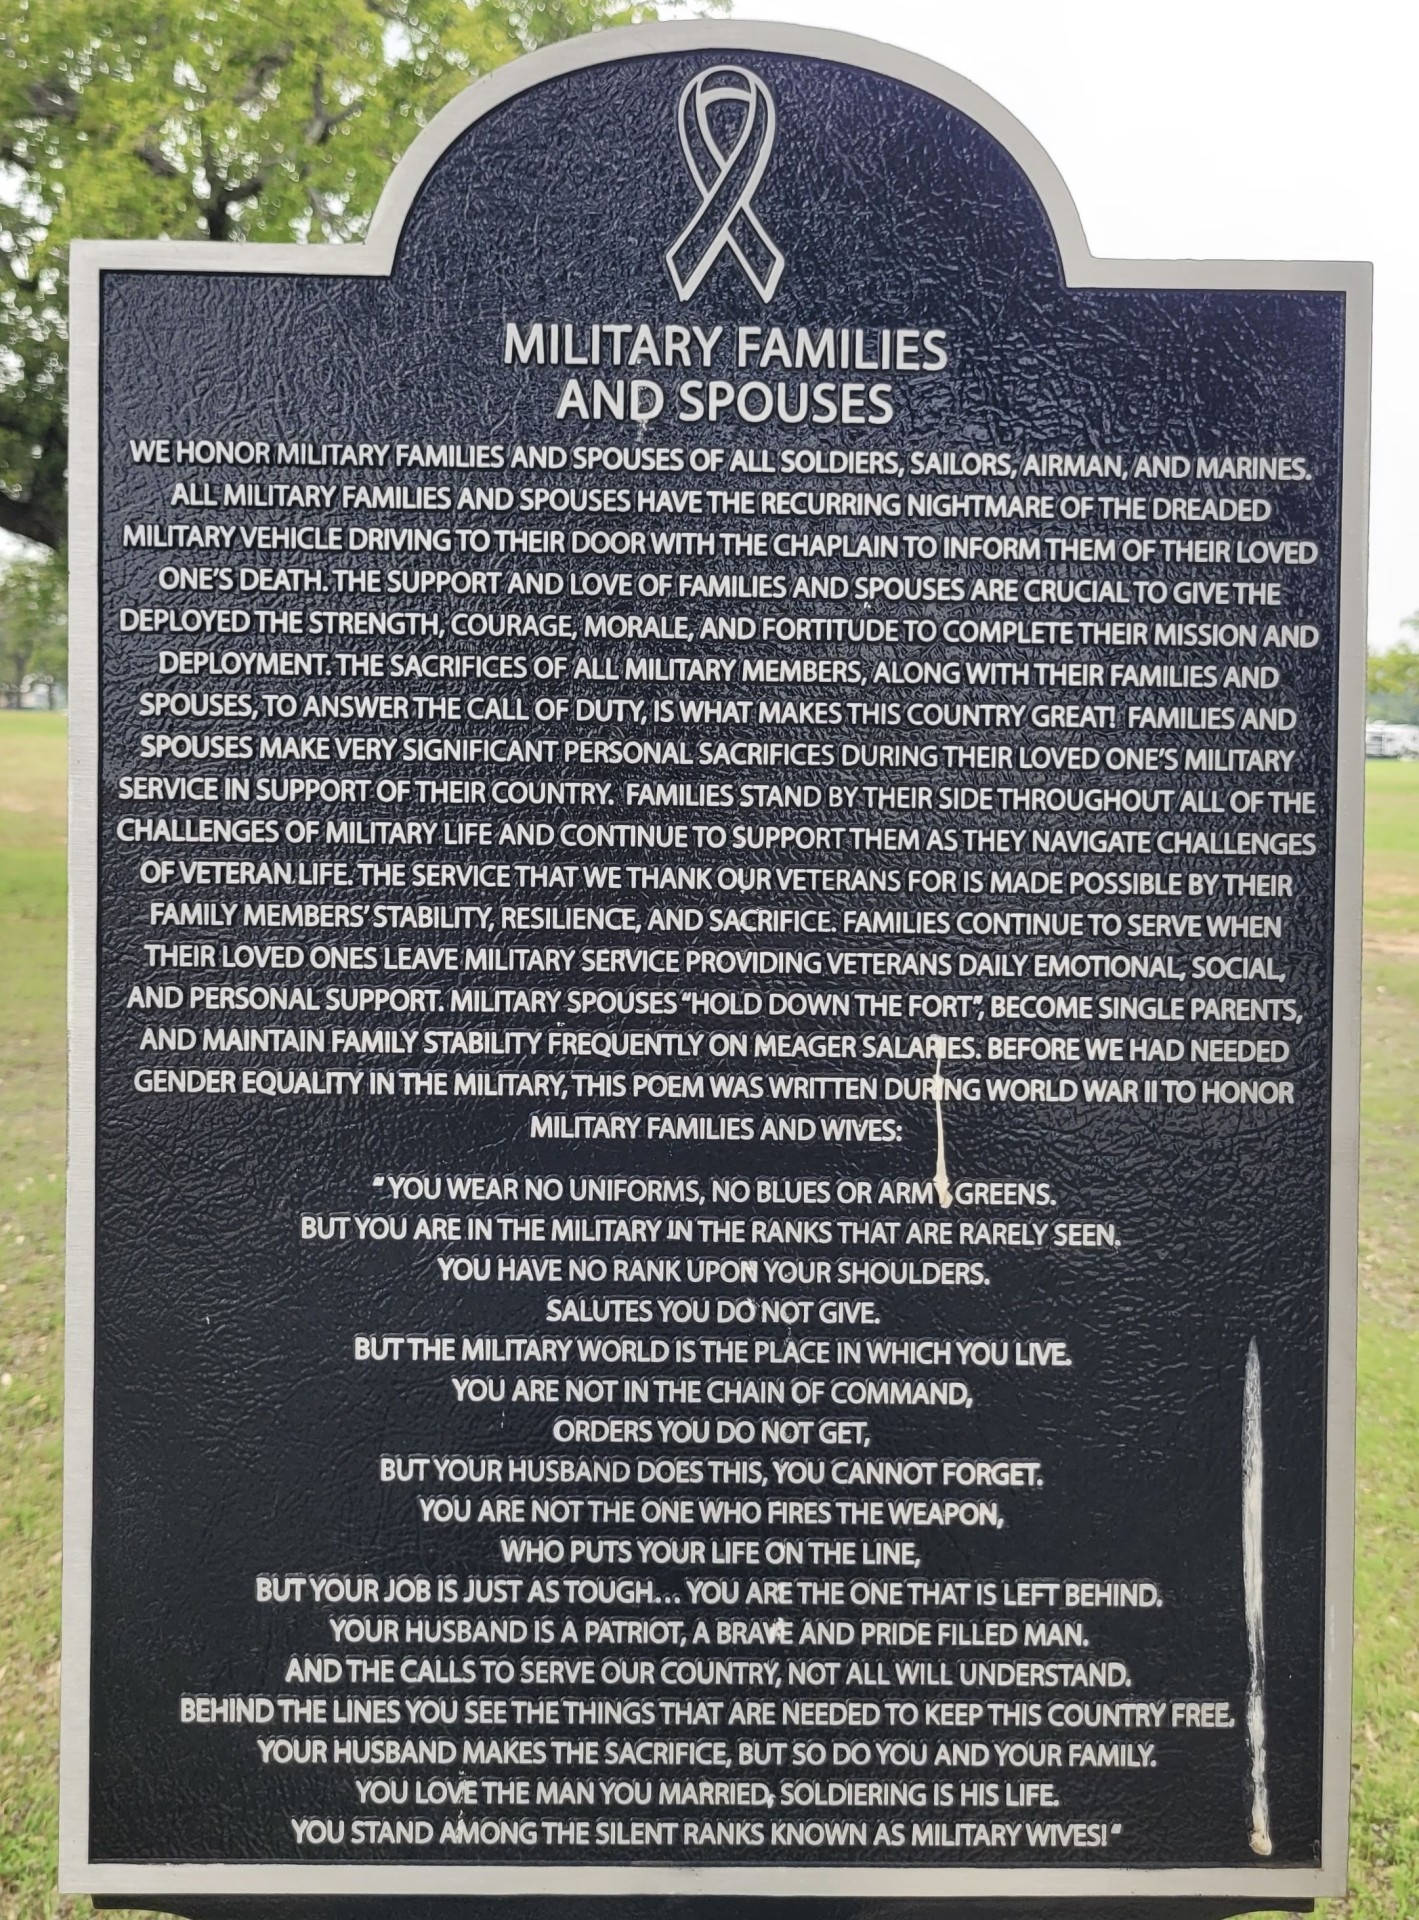 MILITARY FAMILIES
AND SPOUSES
WE HONOR MILITARY FAMILIES AND SPOUSES OF ALL SOLDIERS, SAILORS, AIRMAN, AND MARINES.
ALL MILITARY FAMILIES AND SPOUSES HAVE THE RECURRING NIGHTMARE OF THE DREADED
MILITARY VEHICLE DRIVING TO THEIR DOOR WITH THE CHAPLAIN TO INFORM THEM OF THEIR LOVED
ONE'S DEATH. THE SUPPORT AND LOVE OF FAMILIES AND SPOUSES ARE CRUCIAL TO GIVE THE
DEPLOYED THE STRENGTH, COURAGE, MORALE, AND FORTITUDE TO COMPLETE THEIR MISSION AND
DEPLOYMENT. THE SACRIFICES OF ALL MILITARY MEMBERS, ALONG WITH THEIR FAMILIES AND
SPOUSES, TO ANSWER THE CALL OF DUTY, IS WHAT MAKES THIS COUNTRY GREAT! FAMILIES AND
SPOUSES MAKE VERY SIGNIFICANT PERSONAL SACRIFICES DURING THEIR LOVED ONE'S MILITARY
SERVICE IN SUPPORT OF THEIR COUNTRY. FAMILIES STAND BY THEIR SIDE THROUGHOUT ALL OF THE
CHALLENGES OF MILITARY LIFE AND CONTINUE TO SUPPORT THEM AS THEY NAVIGATE CHALLENGES
OF VETERAN LIFE. THE SERVICE THAT WE THANK OUR VETERANS FOR IS MADE POSSIBLE BY THEIR
FAMILY MEMBERS' STABILITY, RESILIENCE, AND SACRIFICE. FAMILIES CONTINUE TO SERVE WHEN
THEIR LOVED ONES LEAVE MILITARY SERVICE PROVIDING VETERANS DAILY EMOTIONAL, SOCIAL,
AND PERSONAL SUPPORT. MILITARY SPOUSES "HOLD DOWN THE FORT", BECOME SINGLE PARENTS,
AND MAINTAIN FAMILY STABILITY FREQUENTLY ON MEAGER SALARIES. BEFORE WE HAD NEEDED
GENDER EQUALITY IN THE MILITARY, THIS POEM WAS WRITTEN DURING WORLD WAR II TO HONOR
MILITARY FAMILIES AND WIVES:
"YOU WEAR NO UNIFORMS, NO BLUES OR ARMY GREENS.
BUT YOU ARE IN THE MILITARY IN THE RANKS THAT ARE RARELY SEEN.
YOU HAVE NO RANK UPON YOUR SHOULDERS.
SALUTES YOU DO NOT GIVE.
BUT THE MILITARY WORLD IS THE PLACE IN WHICH YOU LIVE.
YOU ARE NOT IN THE CHAIN OF COMMAND,
ORDERS YOU DO NOT GET,
BUT YOUR HUSBAND DOES THIS, YOU CANNOT FORGET.
YOU ARE NOT THE ONE WHO FIRES THE WEAPON,
WHO PUTS YOUR LIFE ON THE LINE,
BUT YOUR JOB IS JUST AS TOUGH... YOU ARE THE ONE THAT IS LEFT BEHIND.
YOUR HUSBAND IS A PATRIOT, A BRAVE AND PRIDE FILLED MAN.
AND THE CALLS TO SERVE OUR COUNTRY, NOT ALL WILL UNDERSTAND.
BEHIND THE LINES YOU SEE THE THINGS THAT ARE NEEDED TO KEEP THIS COUNTRY FREE.
YOUR HUSBAND MAKES THE SACRIFICE, BUT SO DO YOU AND YOUR FAMILY.
YOU LOVE THE MAN YOU MARRIED, SOLDIERING IS HIS LIFE.
YOU STAND AMONG THE SILENT RANKS KNOWN AS MILITARY WIVES!"